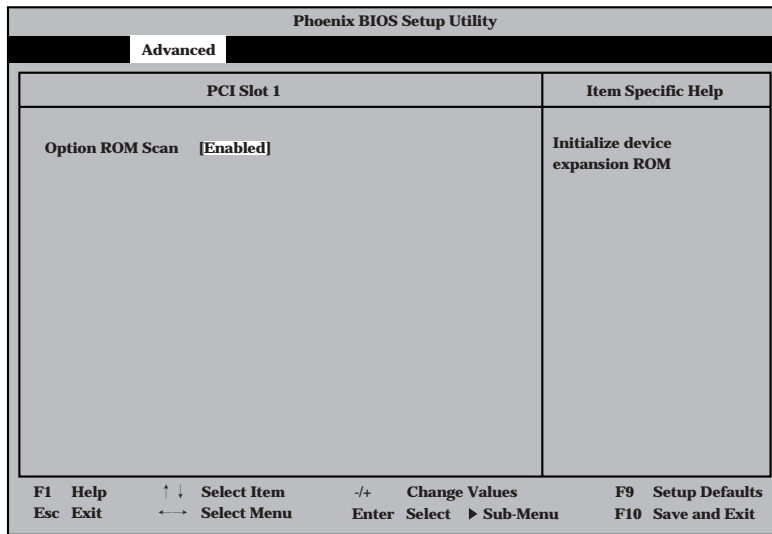 Phoenix BIOS Setup Utility
Advanced
PCI Slot 1
Item Specific Help
Option ROM Scan [Enabled]
Initialize device
expansion ROM
F1 Help ↑↓ Select Item -/+ Change Values F9 Setup Defaults
Esc Exit ←→ Select Menu Enter Select ▶ Sub-Menu F10 Save and Exit